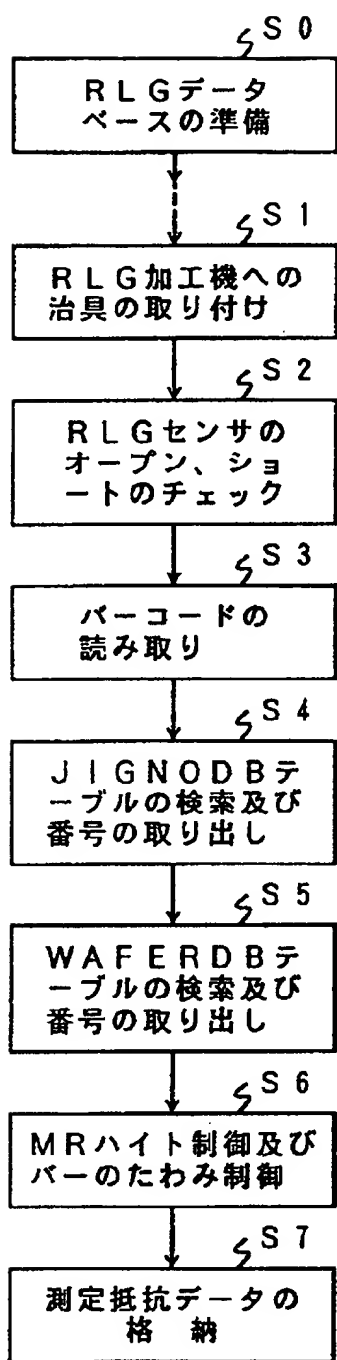 S0
RLGデータ
ベースの準備
S1
RLG加工機への
治具の取り付け
S2
RLGセンサの
オープン、ショ
ートのチェック
S3
バーコードの
読み取り
S4
JIGNODBテ
ーブルの検索及び
番号の取り出し
S5
WAFERDBテ
ーブルの検索及び
番号の取り出し
S6
MRハイト制御及び
バーのたわみ制御
S7
測定抵抗データの
格 納